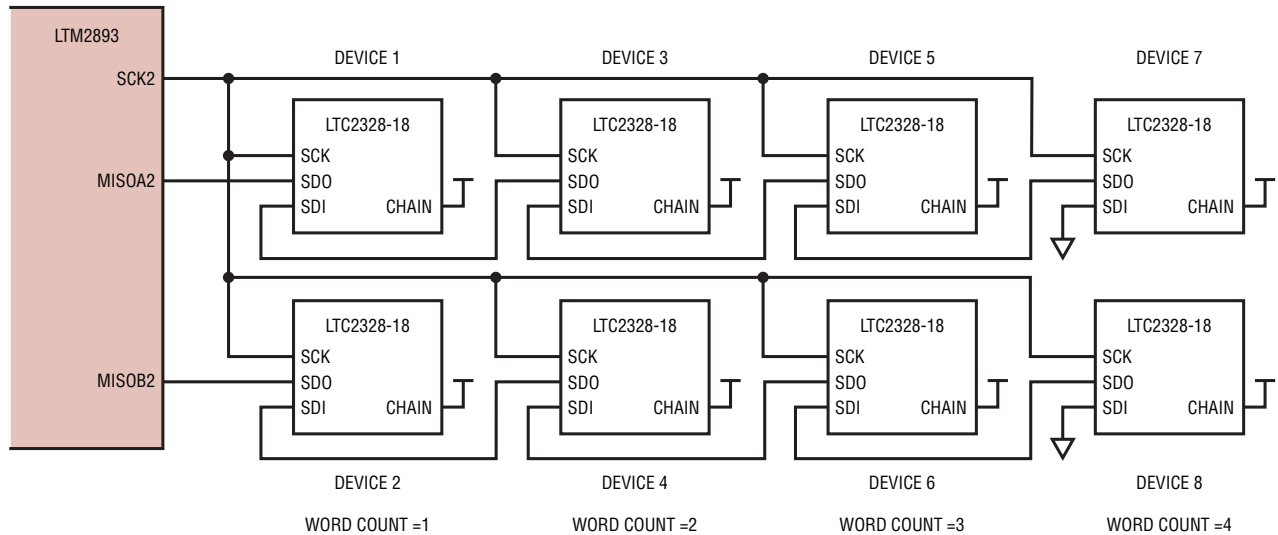 LTM2893
SCK2
MISOA2
MISOB2
DEVICE 1
DEVICE 3
DEVICE 5
DEVICE 7
LTC2328-18
SCK
SDO
SDI
CHAIN
LTC2328-18
SCK
SDO
SDI
CHAIN
LTC2328-18
SCK
SDO
SDI
CHAIN
LTC2328-18
SCK
SDO
SDI
CHAIN
LTC2328-18
SCK
SDO
SDI
CHAIN
LTC2328-18
SCK
SDO
SDI
CHAIN
LTC2328-18
SCK
SDO
SDI
CHAIN
LTC2328-18
SCK
SDO
SDI
CHAIN
DEVICE 2
DEVICE 4
DEVICE 6
DEVICE 8
WORD COUNT =1
WORD COUNT =2
WORD COUNT =3
WORD COUNT =4